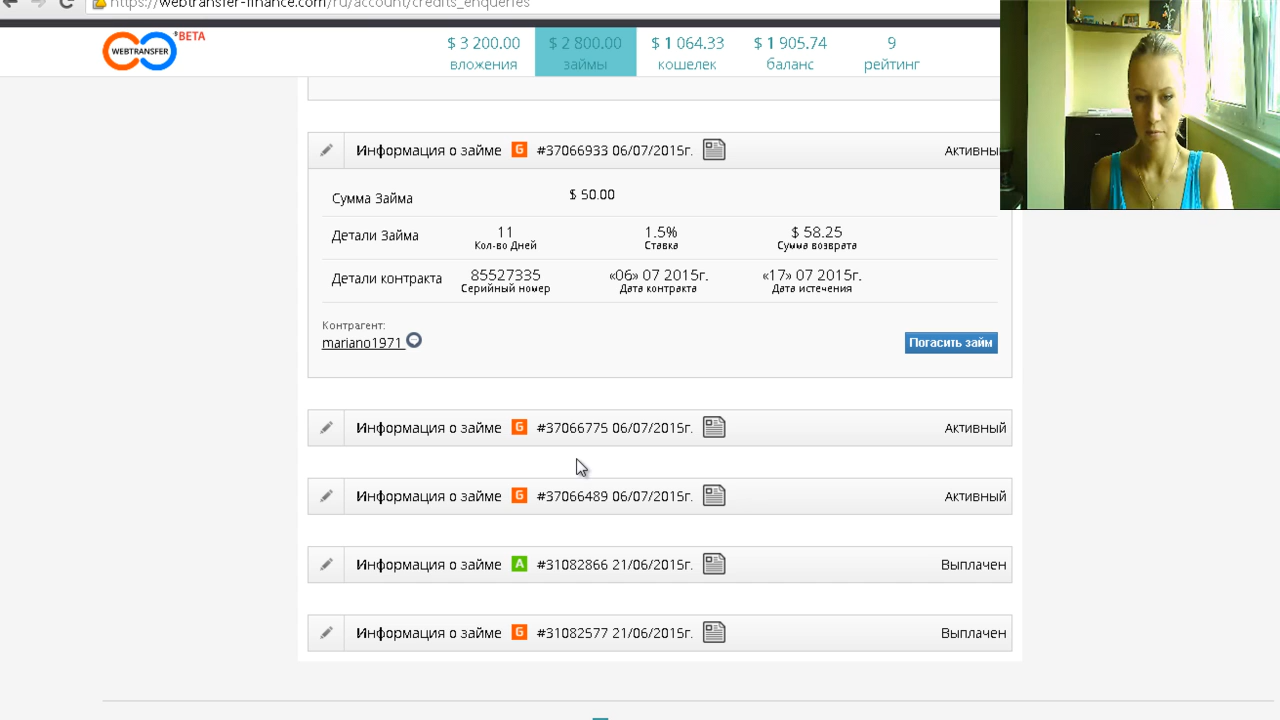 https://webtransfer-finance.com/ru/account/credits_enqueries
WEBTRANSFER ®BETA
$ 3 200.00 $ 2 800.00 $ 1 064.33 $ 1 905.74 9
вложения займы кошелек баланс рейтинг
Информация о займе G #37066933 06/07/2015г. Активны
Сумма Займа $ 50.00
Детали Займа 11 1.5% $ 58.25
Кол-во Дней Ставка Сумма возврата
Детали контракта 85527335 «06» 07 2015г. «17» 07 2015г.
Серийный номер Дата контракта Дата истечения
Контрагент:
mariano1971 Погасить займ
Информация о займе G #37066775 06/07/2015г. Активный
Информация о займе G #37066489 06/07/2015г. Активный
Информация о займе A #31082866 21/06/2015г. Выплачен
Информация о займе G #31082577 21/06/2015г. Выплачен